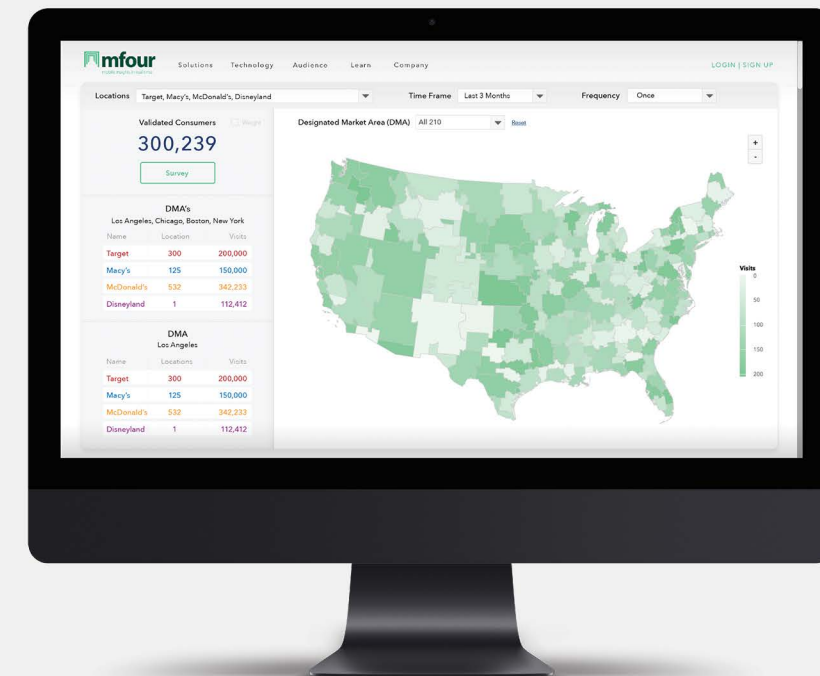 mfour
Solutions Technology Audience Learn Company LOGIN | SIGN UP
Locations Target, Macy's, McDonald's, Disneyland Time Frame Last 3 Months Frequency Once
Validated Consumers Weight
300,239
Survey
Designated Market Area (DMA) All 210 Reset
+
-
DMA's
Los Angeles, Chicago, Boston, New York
Name Location Visits
Target 300 200,000
Macy's 125 150,000
McDonald's 532 342,233
Disneyland 1 112,412
DMA
Los Angeles
Name Locations Visits
Target 300 200,000
Macy's 125 150,000
McDonald's 532 342,233
Disneyland 1 112,412
Visits
0
50
100
150
200